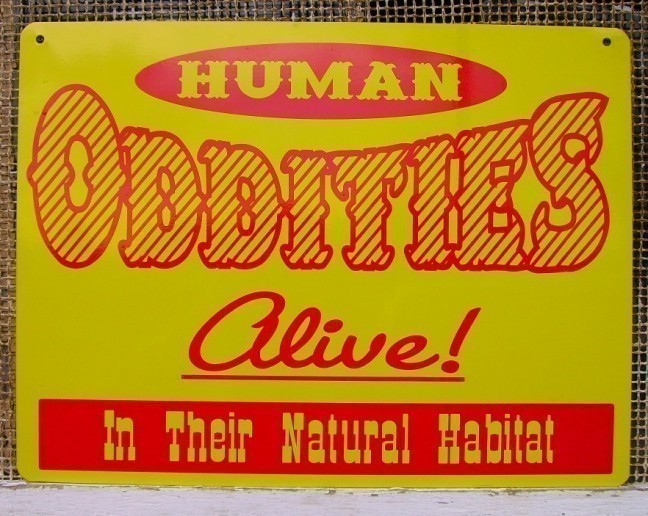 HUMAN
ODDITIES
Alive!
In Their Natural Habitat